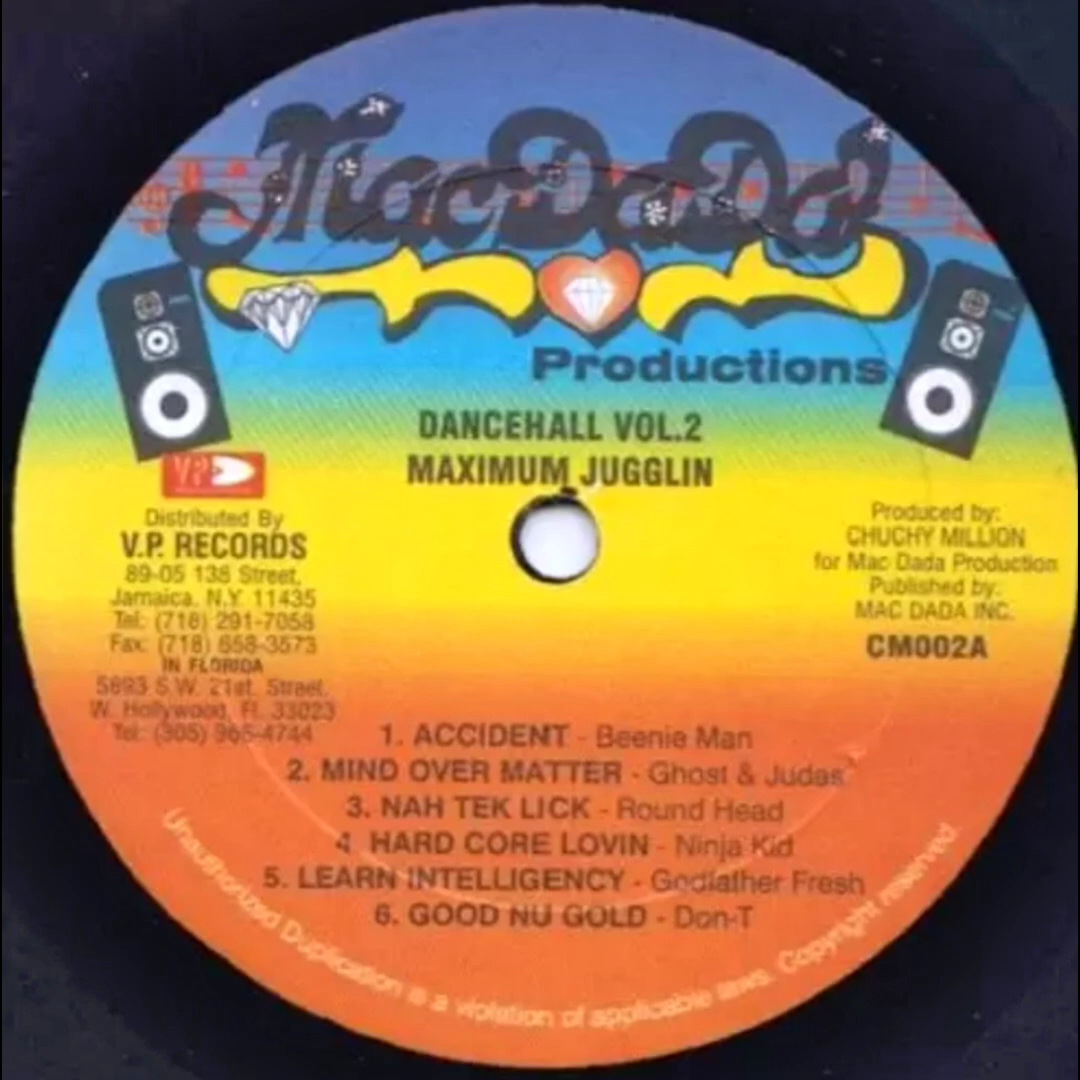 MacDaDa!
Productions
DANCEHALL VOL.2
MAXIMUM JUGGLIN
VP
Distributed By
V.P. RECORDS
89-05 138 Street,
Jamaica, N.Y. 11435
Tel: (718) 291-7058
Fax: (718) 658-3573
IN FLORIDA
5893 S.W. 21st. Street,
W. Hollywood, Fl. 33023
Tel: (305) 966-4744
Produced by:
CHUCHY MILLION
for Mac Dada Production
Published by:
MAC DADA INC.
CM002A
1. ACCIDENT - Beenie Man
2. MIND OVER MATTER - Ghost & Judas
3. NAH TEK LICK - Round Head
4 HARD CORE LOVIN - Ninja Kid
5. LEARN INTELLIGENCY - Godfather Fresh
6. GOOD NU GOLD - Don-T
Unauthorized Duplication is a violation of applicable laws. Copyright reserved